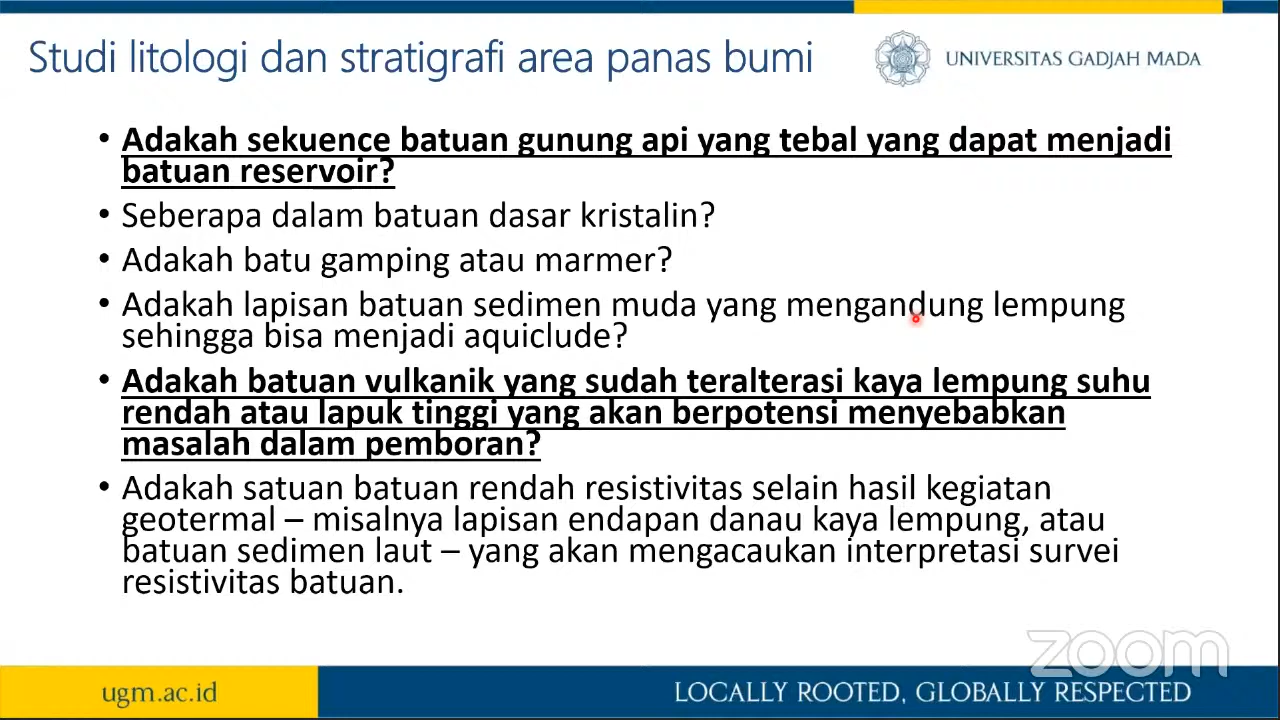 Studi litologi dan stratigrafi area panas bumi
UNIVERSITAS GADJAH MADA
• Adakah sekuence batuan gunung api yang tebal yang dapat menjadi
batuan reservoir?
• Seberapa dalam batuan dasar kristalin?
• Adakah batu gamping atau marmer?
• Adakah lapisan batuan sedimen muda yang mengandung lempung
sehingga bisa menjadi aquiclude?
• Adakah batuan vulkanik yang sudah teralterasi kaya lempung suhu
rendah atau lapuk tinggi yang akan berpotensi menyebabkan
masalah dalam pemboran?
• Adakah satuan batuan rendah resistivitas selain hasil kegiatan
geotermal – misalnya lapisan endapan danau kaya lempung, atau
batuan sedimen laut – yang akan mengacaukan interpretasi survei
resistivitas batuan.
zoom
ugm.ac.id
LOCALLY ROOTED, GLOBALLY RESPECTED